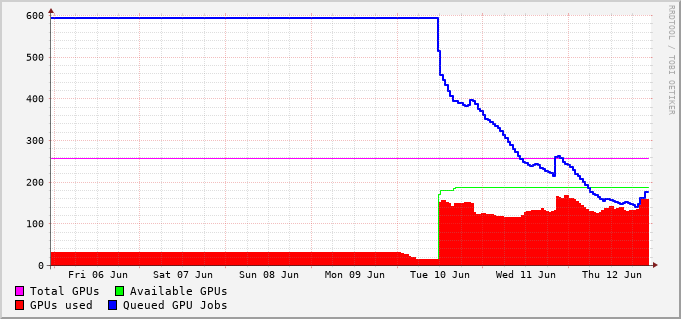 600
500
400
300
200
100
0
Fri 06 Jun Sat 07 Jun Sun 08 Jun Mon 09 Jun Tue 10 Jun Wed 11 Jun Thu 12 Jun
Total GPUs Available GPUs
GPUs used Queued GPU Jobs
RRDTOOL / TOBI OETIKER